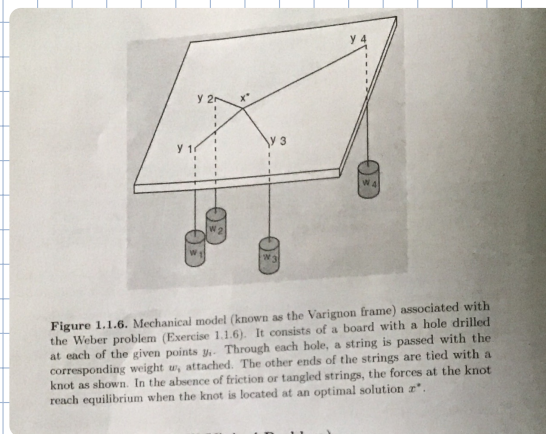 y 4
y 2
x*
y 1
y 3
w 4
w 2
w 1
w 3
Figure 1.1.6. Mechanical model (known as the Varignon frame) associated with
the Weber problem (Exercise 1.1.6). It consists of a board with a hole drilled
at each of the given points yᵢ. Through each hole, a string is passed with the
corresponding weight wᵢ attached. The other ends of the strings are tied with a
knot as shown. In the absence of friction or tangled strings, the forces at the knot
reach equilibrium when the knot is located at an optimal solution x*.